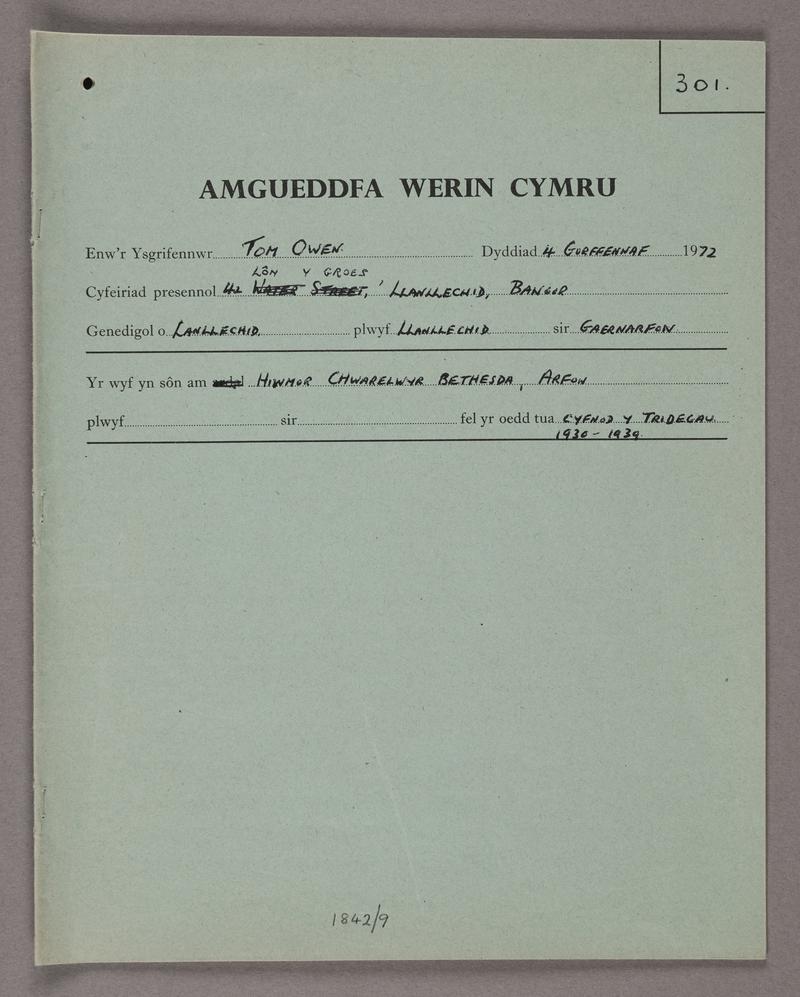 301.
AMGUEDDFA WERIN CYMRU
Enw'r Ysgrifennwr TOM OWEN Dyddiad 4 GORFFENNAF 1972
LÔN Y GROES
Cyfeiriad presennol WATER STREET, LLANLLECHID, BANGOR
Genedigol o LANLLECHID, plwyf LLANLLECHID sir GAERNARFON
Yr wyf yn sôn am HIWMOR CHWARELWYR BETHESDA, ARFON
plwyf sir fel yr oedd tua CYFNOD Y TRIDEGAU
1930 - 1939.
1842/9